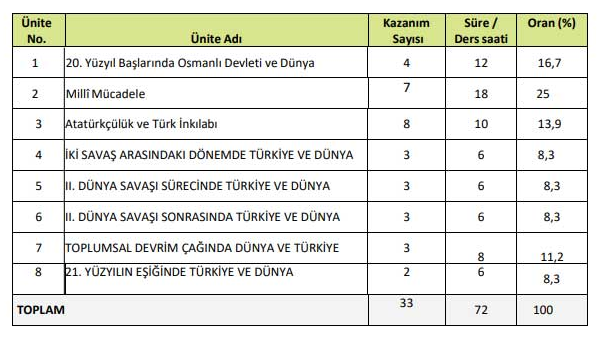 Ünite No. Ünite Adı Kazanım Sayısı Süre / Ders saati Oran (%)
1 20. Yüzyıl Başlarında Osmanlı Devleti ve Dünya 4 12 16,7
2 Millî Mücadele 7 18 25
3 Atatürkçülük ve Türk İnkılabı 8 10 13,9
4 İKİ SAVAŞ ARASINDAKI DÖNEMDE TÜRKİYE VE DÜNYA 3 6 8,3
5 II. DÜNYA SAVAŞI SÜRECİNDE TÜRKİYE VE DÜNYA 3 6 8,3
6 II. DÜNYA SAVAŞI SONRASINDA TÜRKİYE VE DÜNYA 3 6 8,3
7 TOPLUMSAL DEVRİM ÇAĞINDA DÜNYA VE TÜRKİYE 3 8 11,2
8 21. YÜZYILIN EŞİĞİNDE TÜRKİYE VE DÜNYA 2 6 8,3
TOPLAM 33 72 100